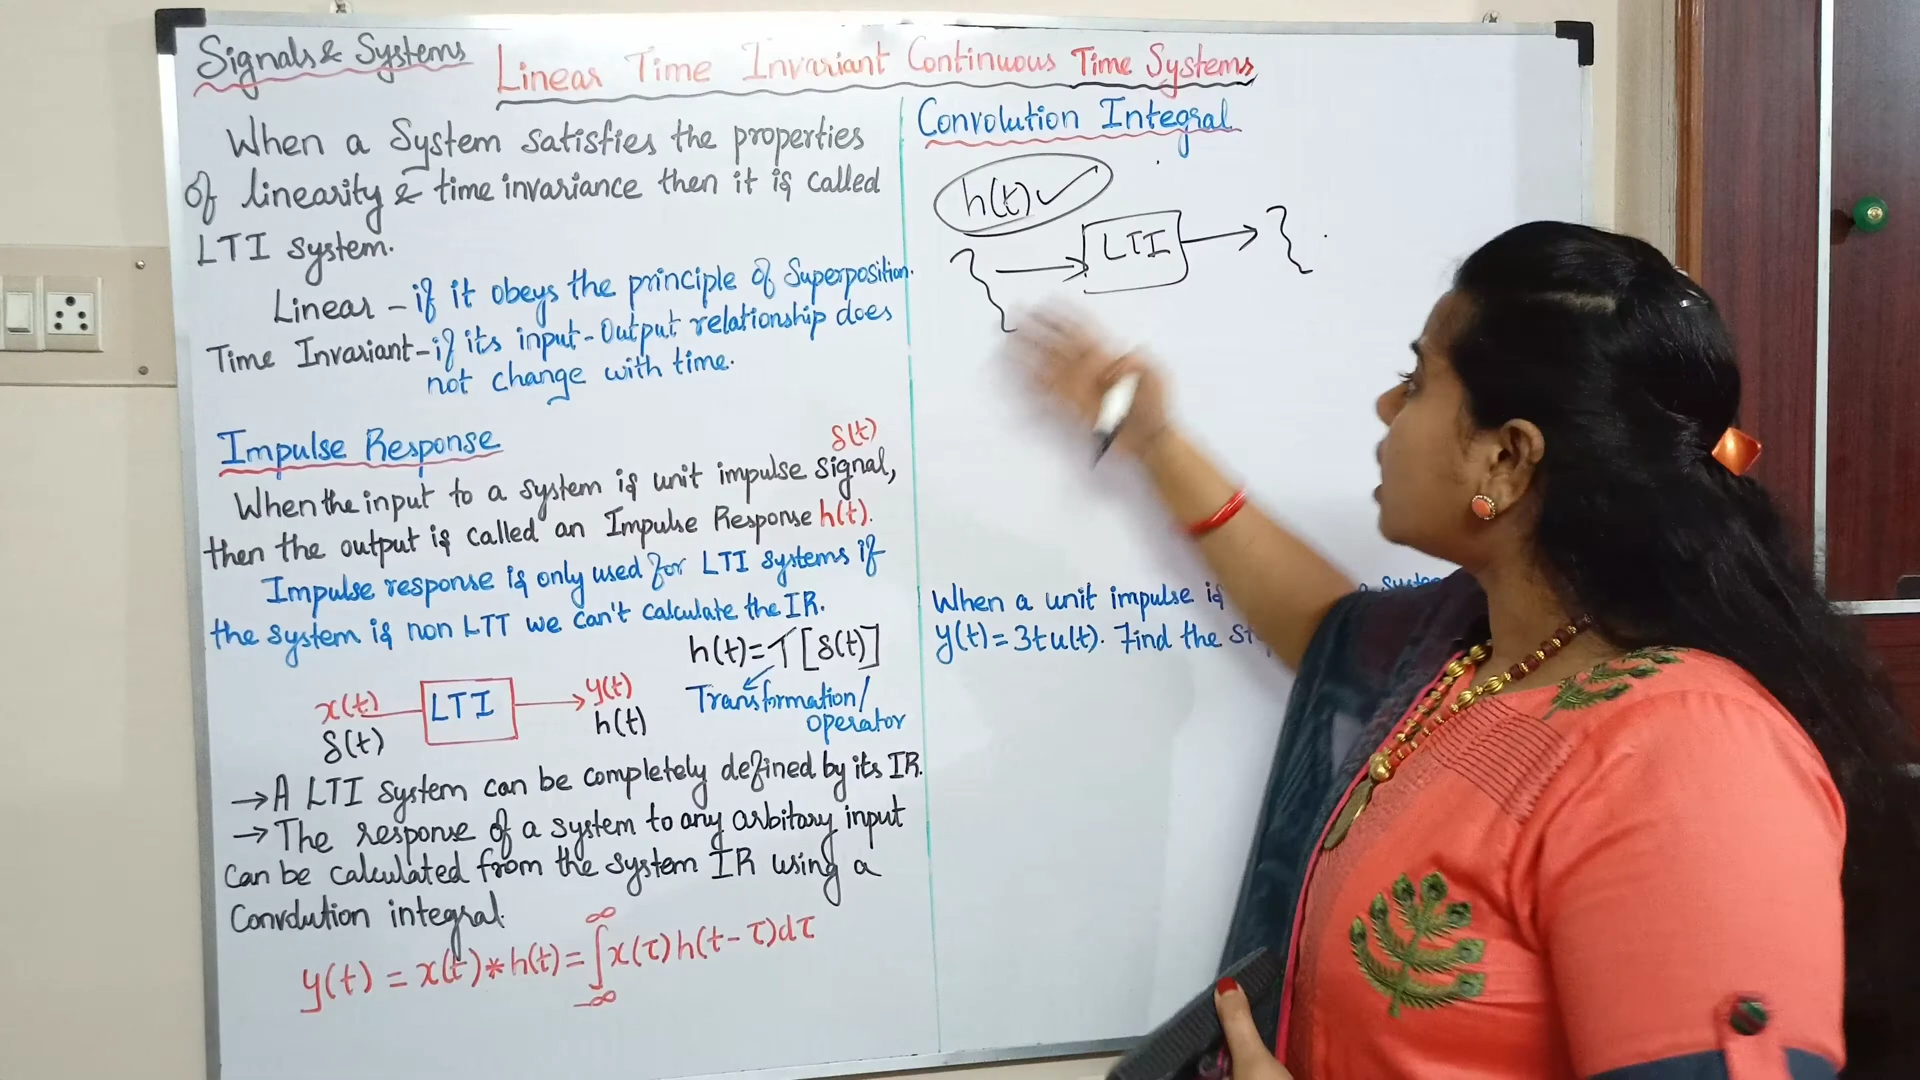 Signals & Systems
Linear Time Invariant Continuous Time Systems
When a System satisfies the properties
of linearity & time invariance then it is called
LTI system.
Linear - if it obeys the principle of Superposition.
Time Invariant - if its input-Output relationship does
not change with time.
Impulse Response
δ(t)
When the input to a system is unit impulse signal,
then the output is called an Impulse Response h(t).
Impulse response is only used for LTI systems if
the system is non LTI we can't calculate the IR.
h(t)=T[δ(t)]
Transformation/
operator
x(t) LTI y(t)
δ(t) h(t)
→ A LTI system can be completely defined by its IR.
→ The response of a system to any arbitary input
can be calculated from the system IR using a
Convolution integral.
y(t) = x(t)*h(t) = ∫ x(τ) h(t-τ)dτ
∞
-∞
Convolution Integral
h(t)✓
LTI
When a unit impulse is
y(t)=3tu(t). Find the